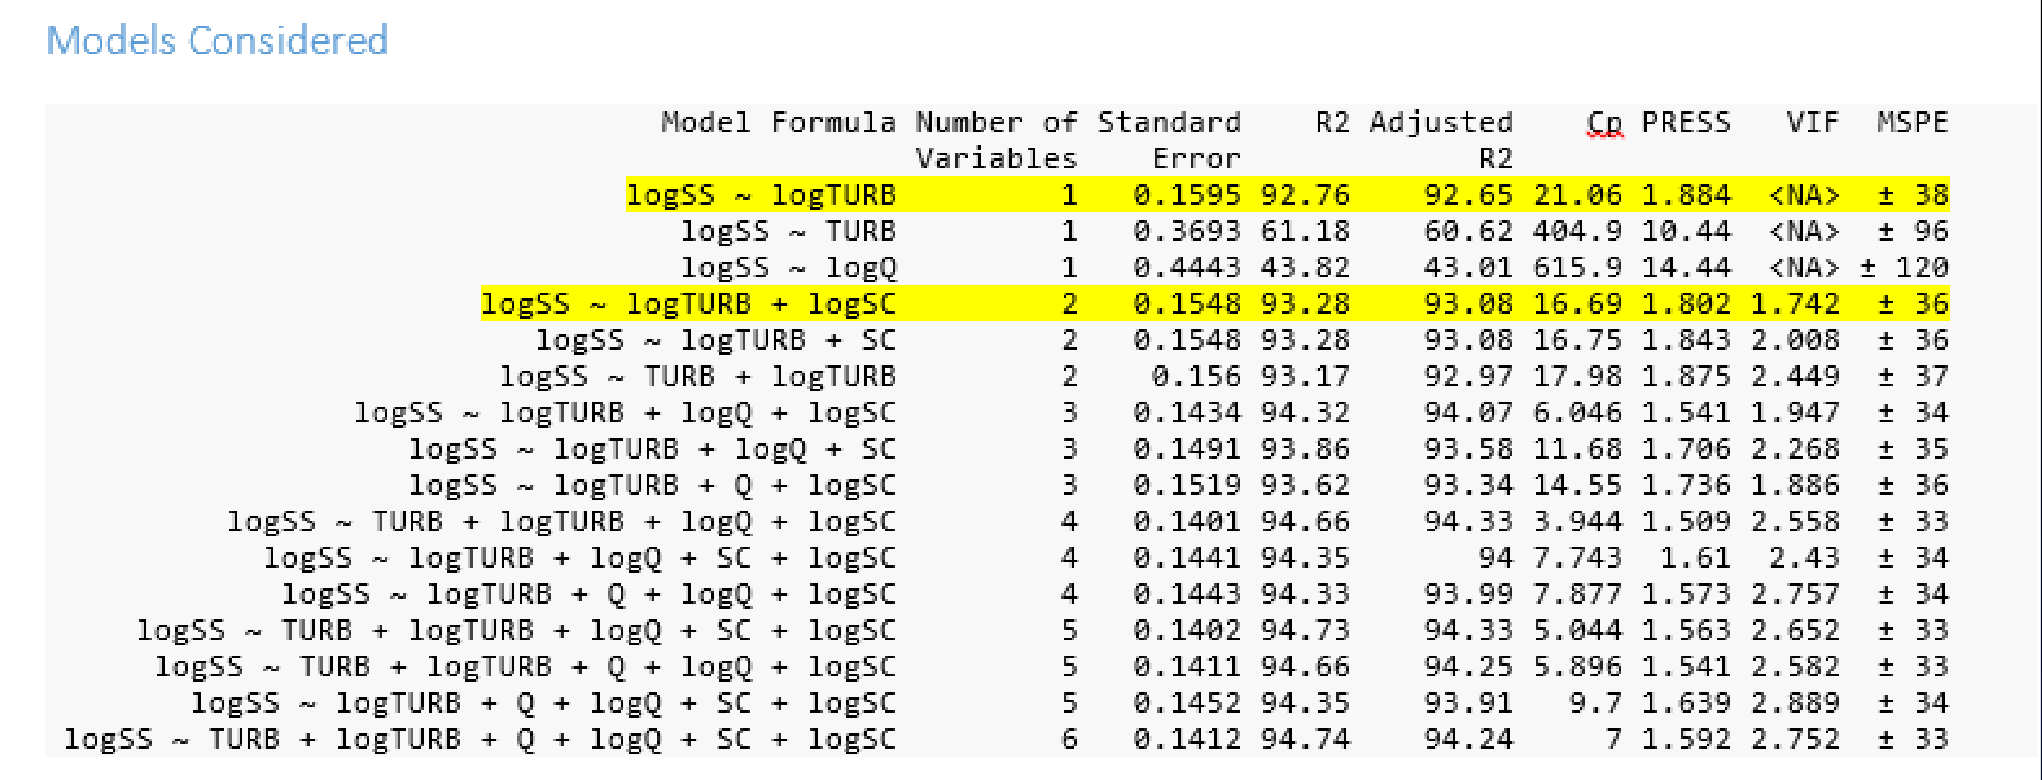 Models Considered
Model Formula Number of Standard R2 Adjusted Cp PRESS VIF MSPE
Variables Error R2
logSS ~ logTURB 1 0.1595 92.76 92.65 21.06 1.884 <NA> ± 38
logSS ~ TURB 1 0.3693 61.18 60.62 404.9 10.44 <NA> ± 96
logSS ~ logQ 1 0.4443 43.82 43.01 615.9 14.44 <NA> ± 120
logSS ~ logTURB + logSC 2 0.1548 93.28 93.08 16.69 1.802 1.742 ± 36
logSS ~ logTURB + SC 2 0.1548 93.28 93.08 16.75 1.843 2.008 ± 36
logSS ~ TURB + logTURB 2 0.156 93.17 92.97 17.98 1.875 2.449 ± 37
logSS ~ logTURB + logQ + logSC 3 0.1434 94.32 94.07 6.046 1.541 1.947 ± 34
logSS ~ logTURB + logQ + SC 3 0.1491 93.86 93.58 11.68 1.706 2.268 ± 35
logSS ~ logTURB + Q + logSC 3 0.1519 93.62 93.34 14.55 1.736 1.886 ± 36
logSS ~ TURB + logTURB + logQ + logSC 4 0.1401 94.66 94.33 3.944 1.509 2.558 ± 33
logSS ~ logTURB + logQ + SC + logSC 4 0.1441 94.35 94 7.743 1.61 2.43 ± 34
logSS ~ logTURB + Q + logQ + logSC 4 0.1443 94.33 93.99 7.877 1.573 2.757 ± 34
logSS ~ TURB + logTURB + logQ + SC + logSC 5 0.1402 94.73 94.33 5.044 1.563 2.652 ± 33
logSS ~ TURB + logTURB + Q + logQ + logSC 5 0.1411 94.66 94.25 5.896 1.541 2.582 ± 33
logSS ~ logTURB + Q + logQ + SC + logSC 5 0.1452 94.35 93.91 9.7 1.639 2.889 ± 34
logSS ~ TURB + logTURB + Q + logQ + SC + logSC 6 0.1412 94.74 94.24 7 1.592 2.752 ± 33